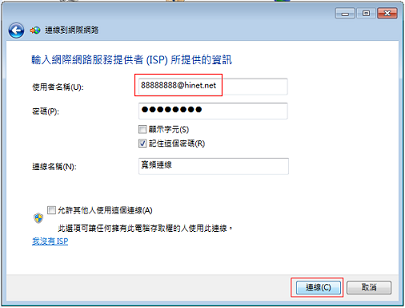 連線到網際網路
輸入網際網路服務提供者 (ISP) 所提供的資訊
使用者名稱(U):
88888888@hinet.net
密碼(P):
●●●●●●●●
顯示字元(S)
記住這個密碼(R)
連線名稱(N):
寬頻連線
允許其他人使用這個連線(A)
此選項可讓任何擁有此電腦存取權的人使用此連線。
我沒有 ISP
連線(C)
取消